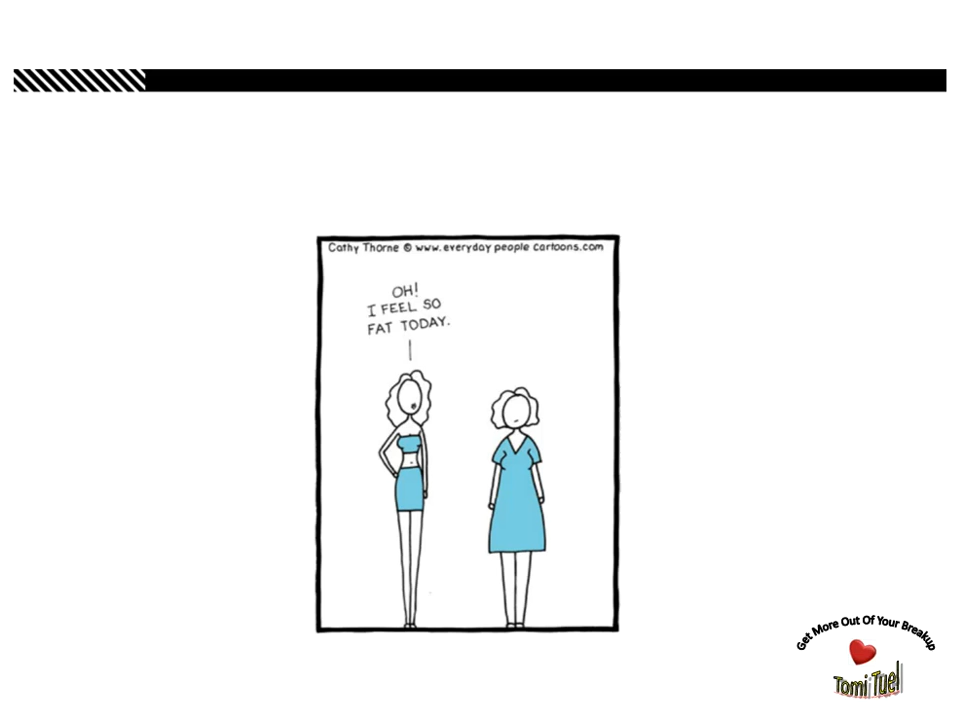 Cathy Thorne © www.everyday people cartoons.com
OH!
I FEEL SO
FAT TODAY.
Get More Out Of Your Breakup
Tomi Tuel